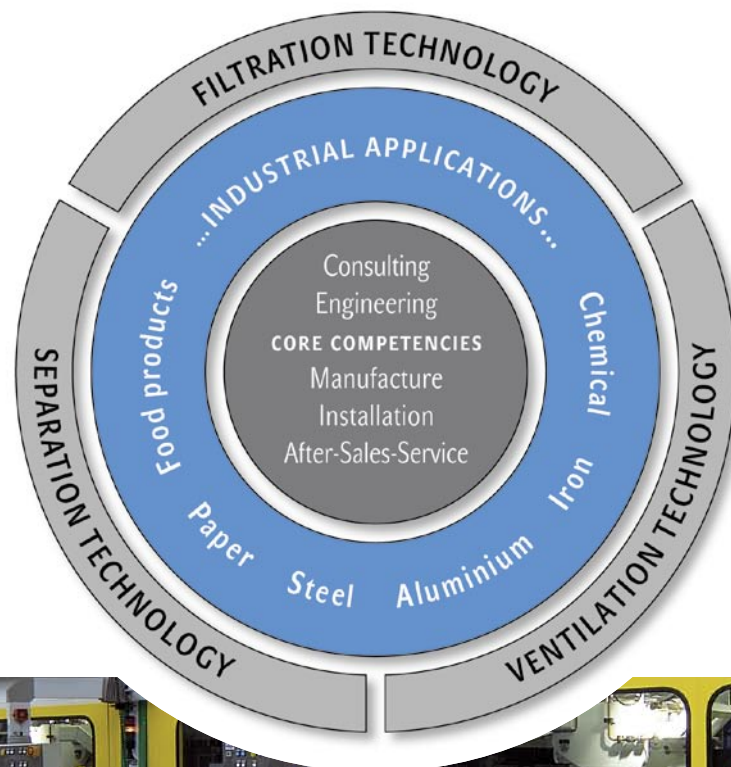 FILTRATION TECHNOLOGY
...INDUSTRIAL APPLICATIONS...
Consulting
Engineering
CORE COMPETENCIES
Manufacture
Installation
After-Sales-Service
Food products
Paper
Steel
Aluminium
Iron
Chemical
SEPARATION TECHNOLOGY
VENTILATION TECHNOLOGY